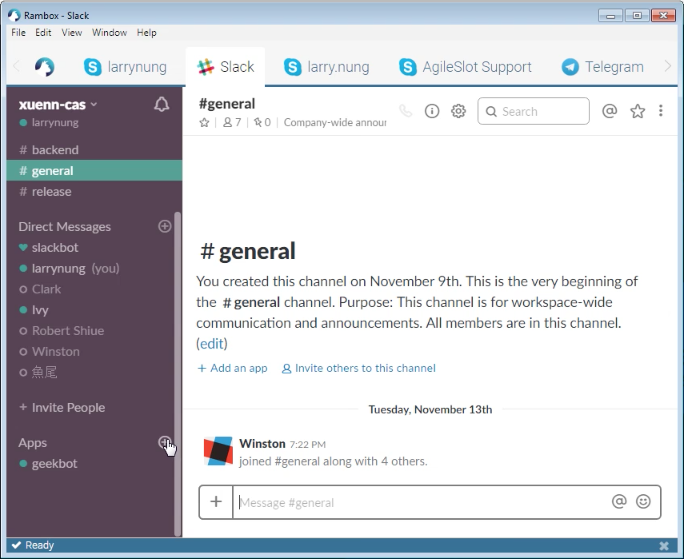 Rambox - Slack
File Edit View Window Help
larrynung
Slack
larry.nung
AgileSlot Support
Telegram
xuenn-cas
larrynung
# backend
# general
# release
Direct Messages
slackbot
larrynung (you)
Clark
Ivy
Robert Shiue
Winston
魚尾
+ Invite People
Apps
geekbot
#general
7 | 0 | Company-wide annour
Search
# general
You created this channel on November 9th. This is the very beginning of
the # general channel. Purpose: This channel is for workspace-wide
communication and announcements. All members are in this channel.
(edit)
+ Add an app Invite others to this channel
Tuesday, November 13th
Winston 7:22 PM
joined #general along with 4 others.
Message #general
Ready